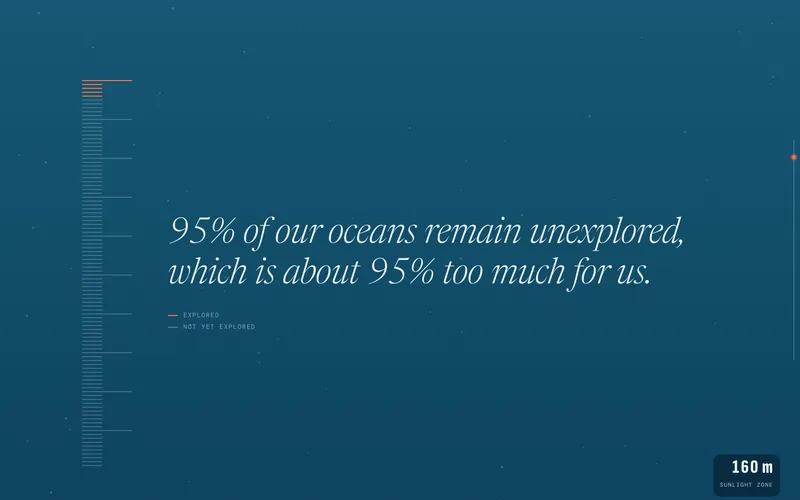 95% of our oceans remain unexplored,
which is about 95% too much for us.
EXPLORED
NOT YET EXPLORED
160 m
SUNLIGHT ZONE